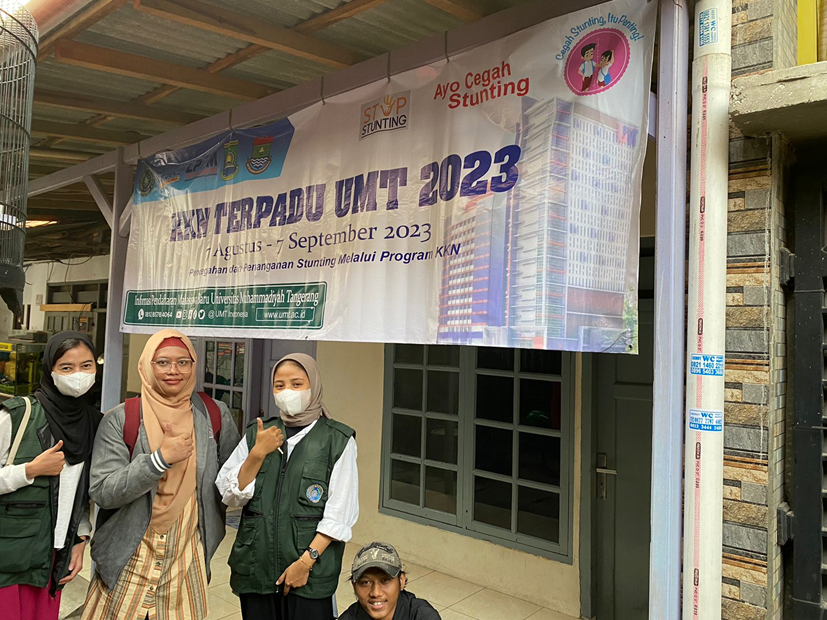 Cegah Stunting, Itu Penting!
STOP
STUNTING
Ayo Cegah
Stunting
KKN TERPADU UMT 2023
7 Agustus - 7 September 2023
Pencegahan dan Penanganan Stunting Melalui Program KKN
Informasi Pendaftaran Mahasiswa Baru Universitas Muhammadiyah Tangerang
@UMT Indonesia
www.umt.ac.id
WC
WC